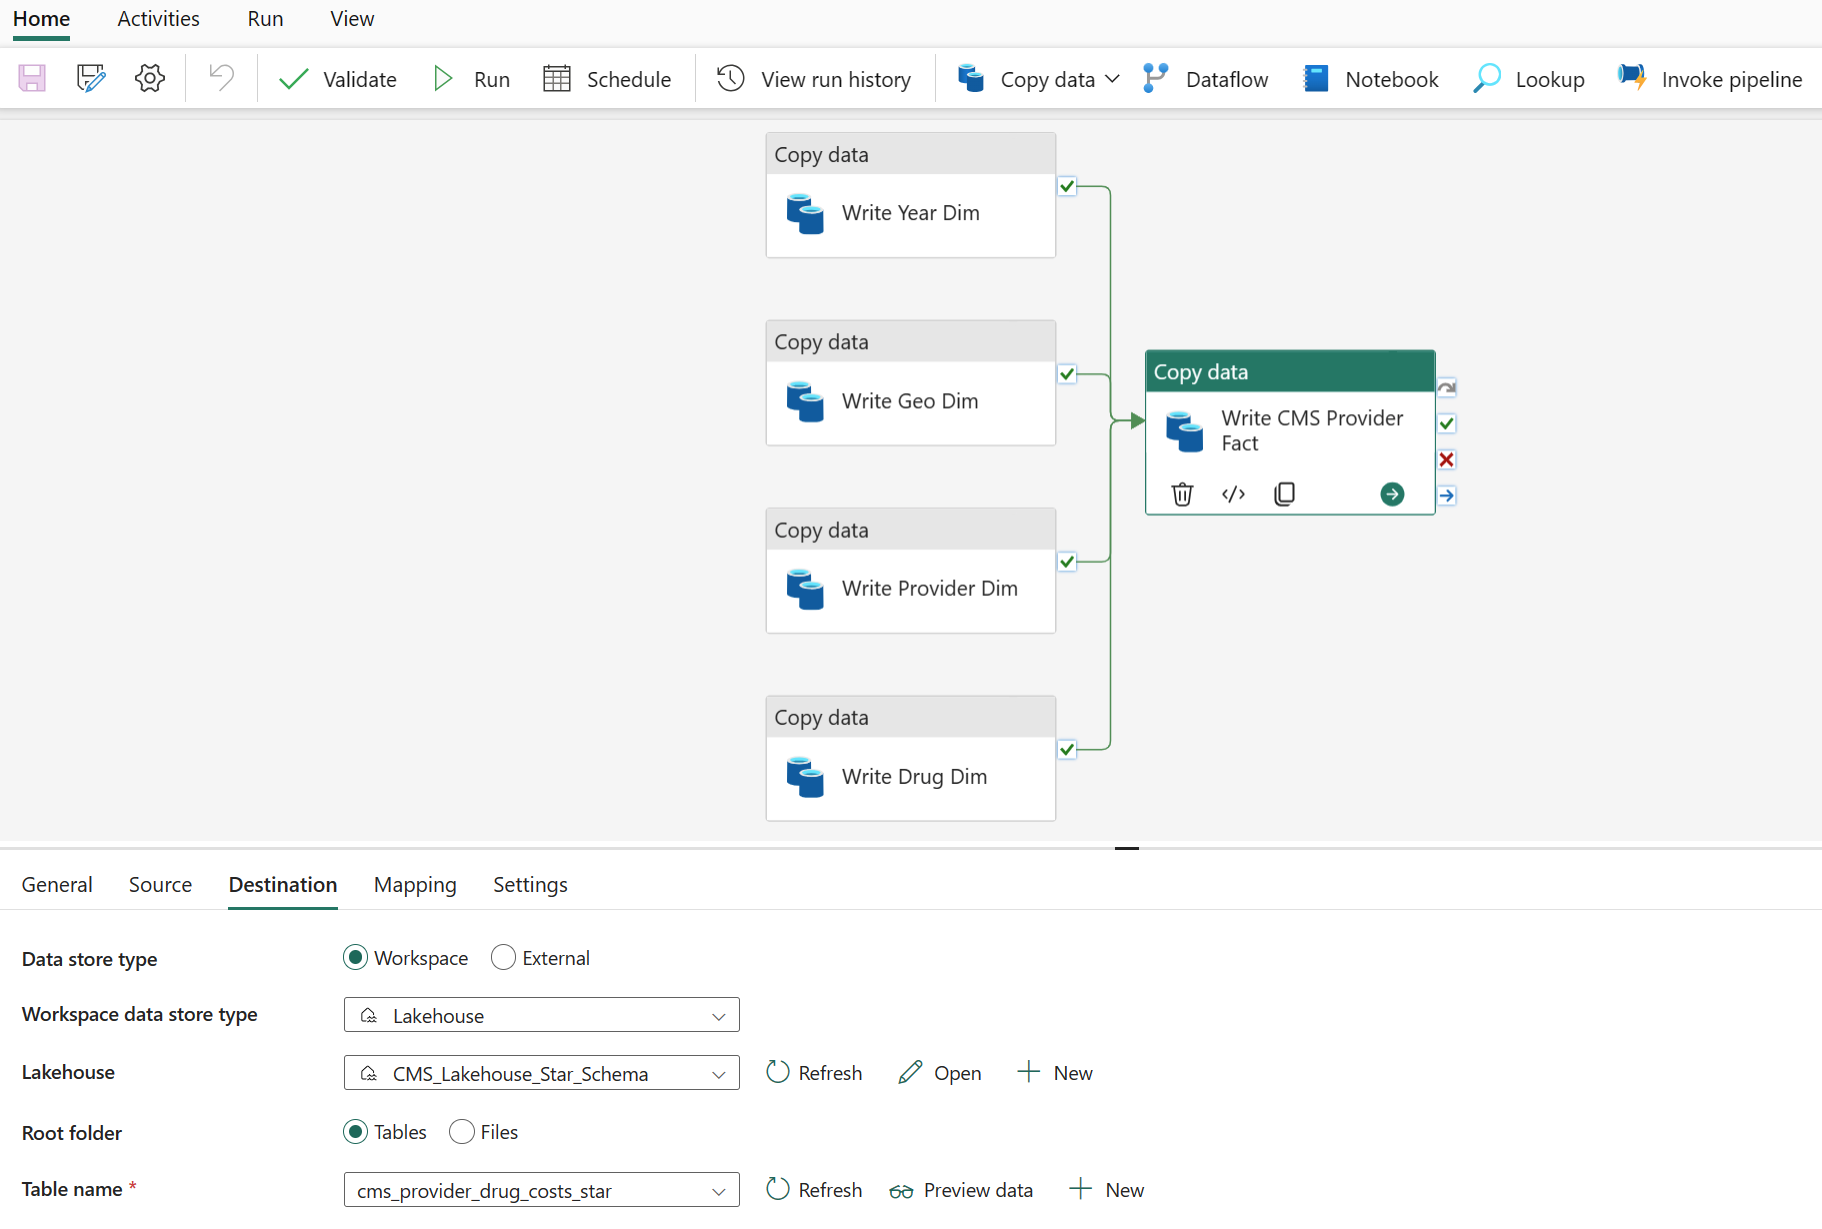 Home Activities Run View
Validate Run Schedule View run history Copy data Dataflow Notebook Lookup Invoke pipeline
Copy data
Write Year Dim
Copy data
Write Geo Dim
Copy data
Write CMS Provider
Fact
Copy data
Write Provider Dim
Copy data
Write Drug Dim
General Source Destination Mapping Settings
Data store type Workspace External
Workspace data store type Lakehouse
Lakehouse CMS_Lakehouse_Star_Schema Refresh Open New
Root folder Tables Files
Table name * cms_provider_drug_costs_star Refresh Preview data New